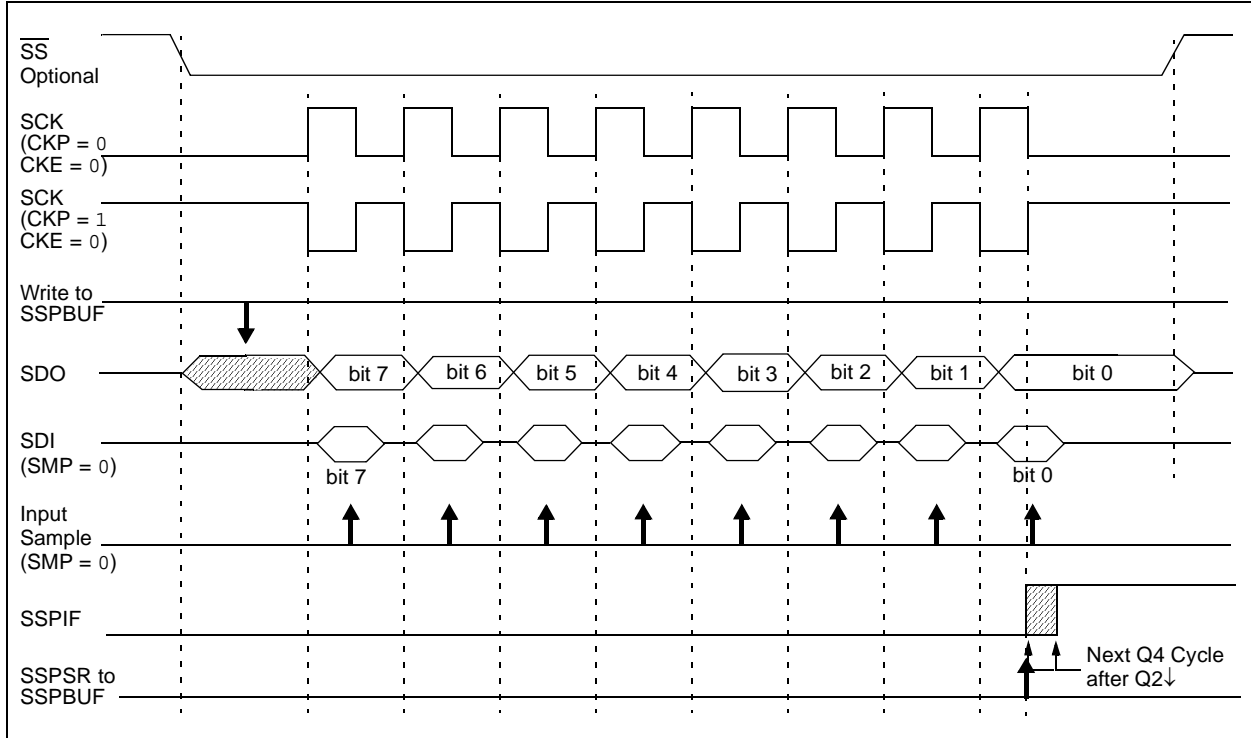 SS
Optional
SCK
(CKP = 0
CKE = 0)
SCK
(CKP = 1
CKE = 0)
Write to
SSPBUF
SDO
bit 7
bit 6
bit 5
bit 4
bit 3
bit 2
bit 1
bit 0
SDI
(SMP = 0)
bit 7
bit 0
Input
Sample
(SMP = 0)
SSPIF
Next Q4 Cycle
after Q2↓
SSPSR to
SSPBUF